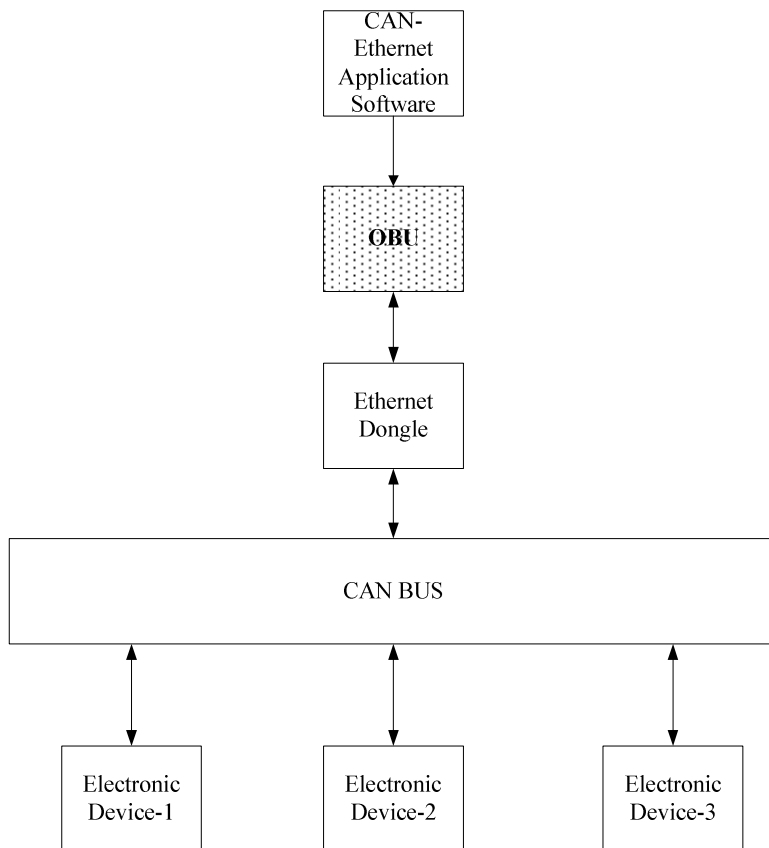 CAN-
Ethernet
Application
Software
OBU
Ethernet
Dongle
CAN BUS
Electronic
Device-1
Electronic
Device-2
Electronic
Device-3